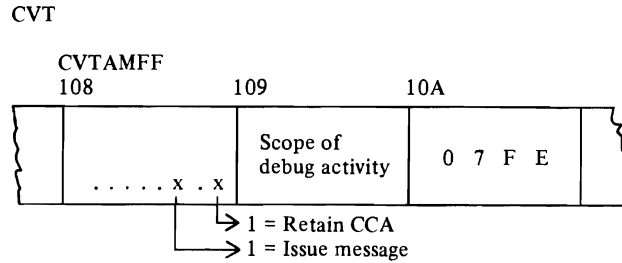 CVT
CVTAMFF
108 109 10A
Scope of
debug activity
0 7 F E
. . . . . x . x
1 = Retain CCA
1 = Issue message